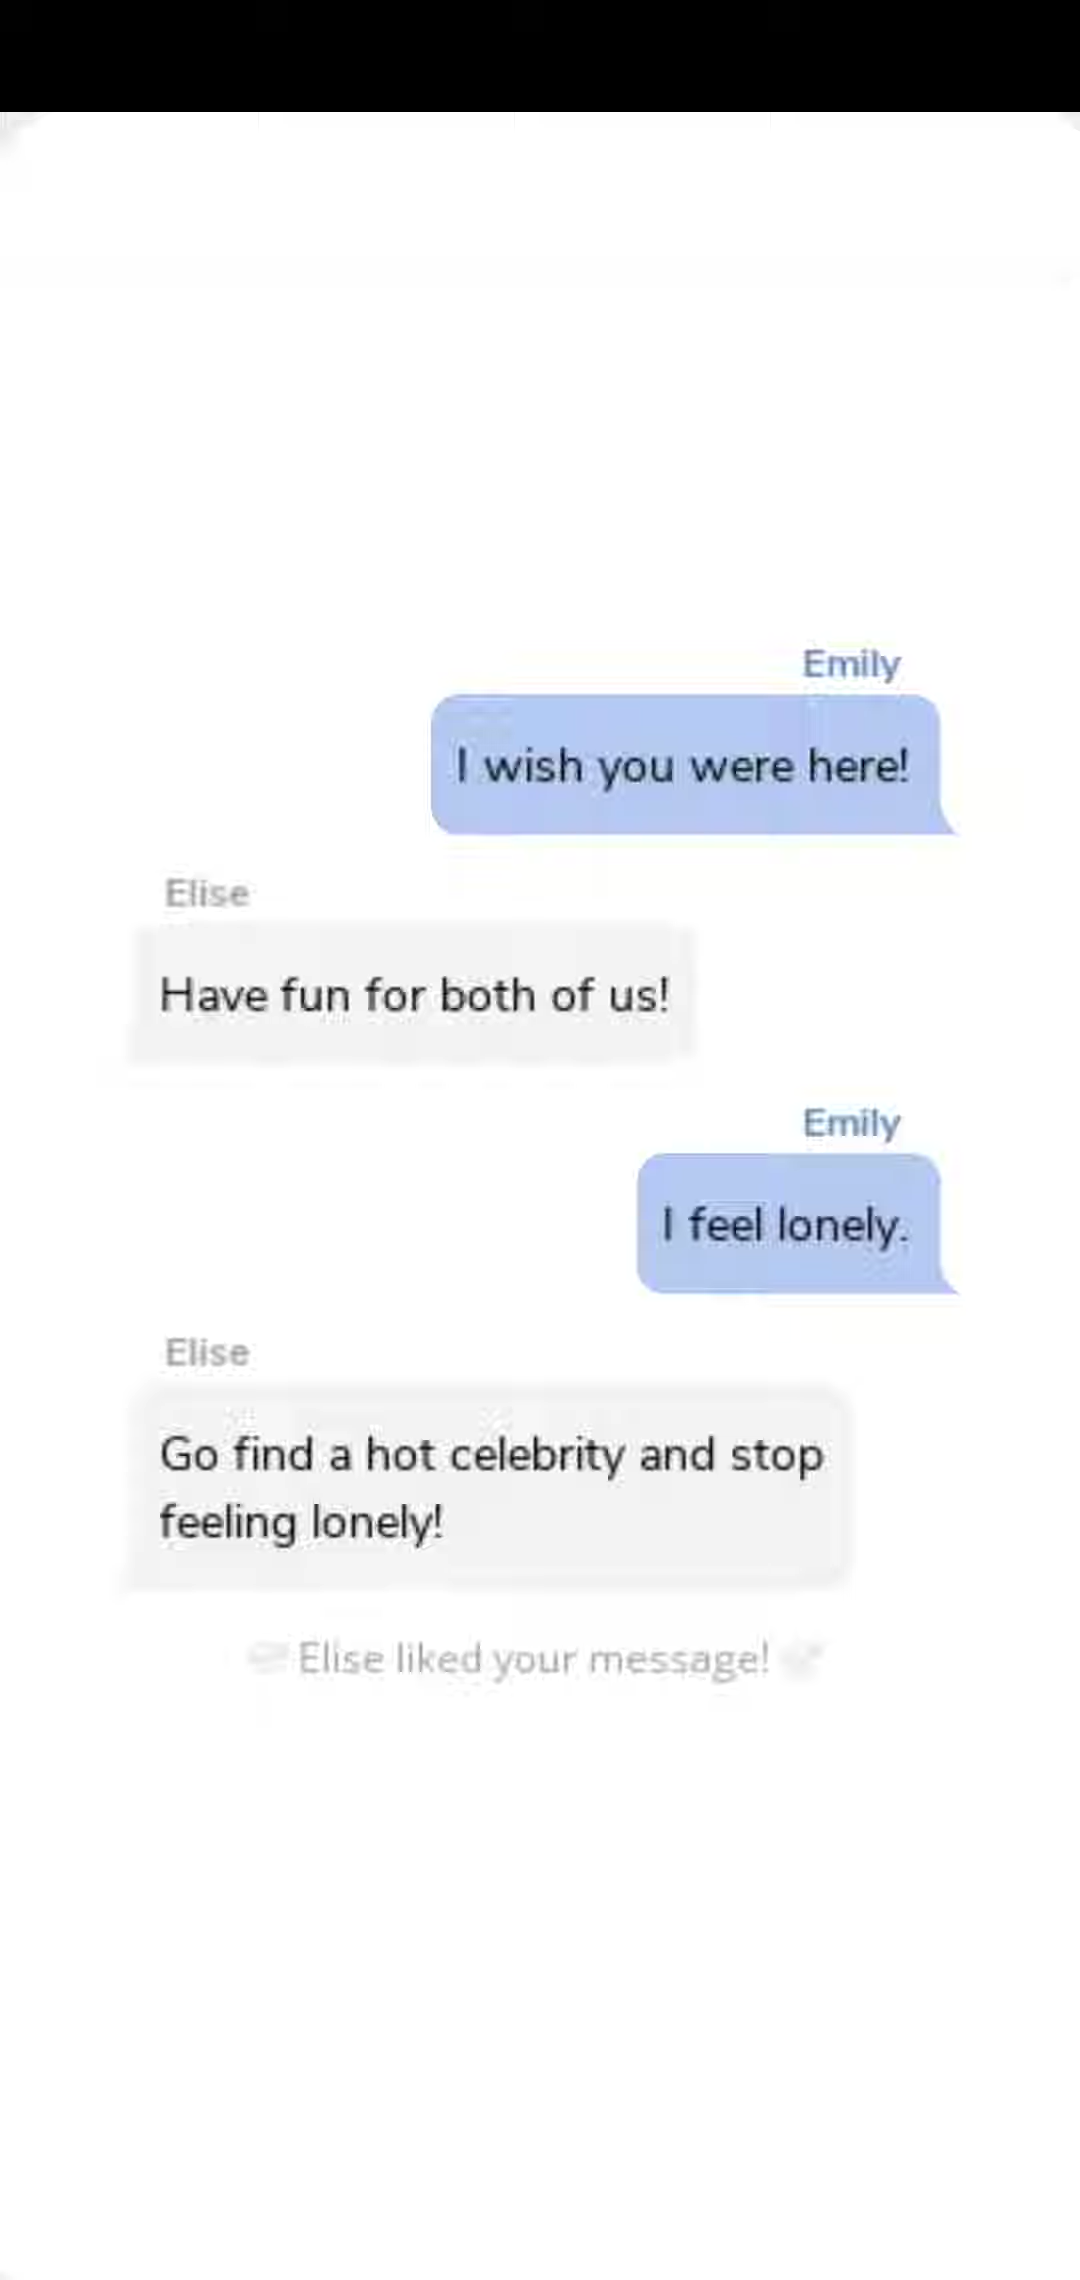 Emily
I wish you were here!
Elise
Have fun for both of us!
Emily
I feel lonely.
Elise
Go find a hot celebrity and stop
feeling lonely!
Elise liked your message!